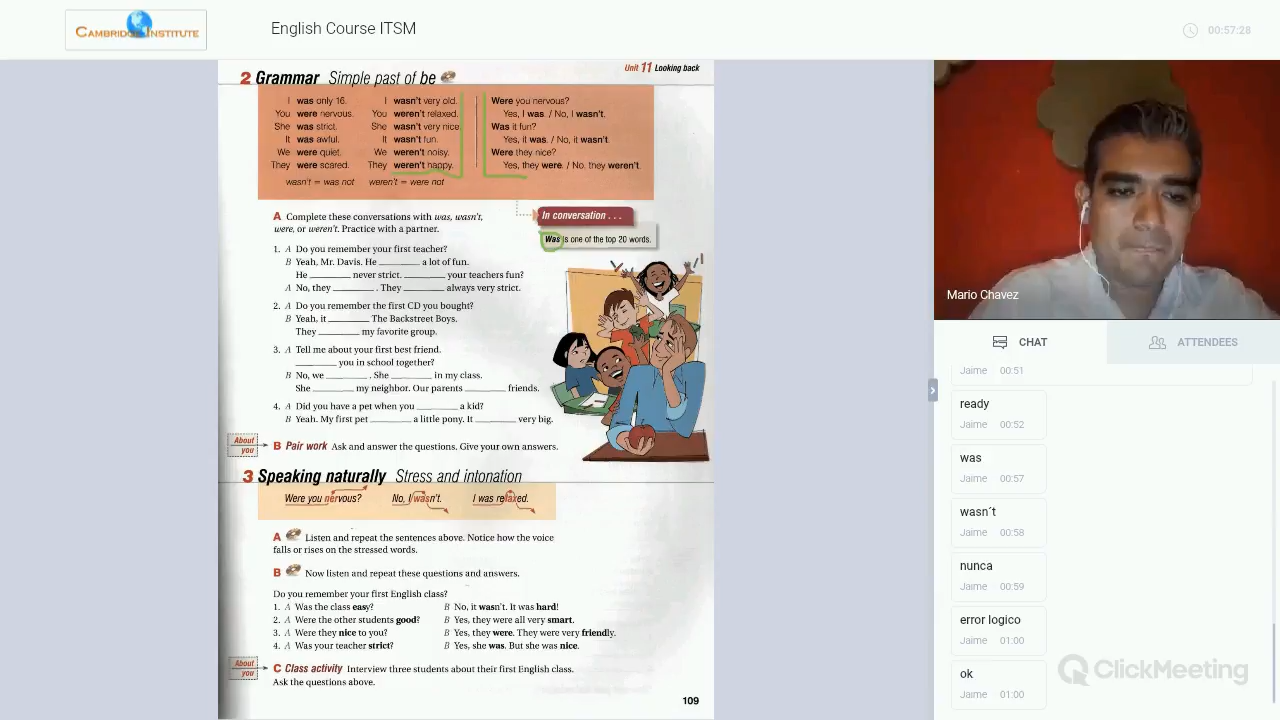 CAMBRIDGE INSTITUTE
English Course ITSM
00:57:28
2 Grammar Simple past of be
Unit 11 Looking back
I was only 16. I wasn't very old. Were you nervous?
You were nervous. You weren't relaxed. Yes, I was. / No, I wasn't.
She was strict. She wasn't very nice. Was it fun?
It was awful. It wasn't fun. Yes, it was. / No, it wasn't.
We were quiet. We weren't noisy. Were they nice?
They were scared. They weren't happy. Yes, they were. / No. they weren't.
wasn't = was not weren't = were not
A Complete these conversations with was, wasn't,
were, or weren't. Practice with a partner.
In conversation . . .
Was is one of the top 20 words.
1. A Do you remember your first teacher?
B Yeah, Mr. Davis. He ________ a lot of fun.
He ________ never strict. ________ your teachers fun?
A No, they ________ . They ________ always very strict.
2. A Do you remember the first CD you bought?
B Yeah, it ________ The Backstreet Boys.
They ________ my favorite group.
3. A Tell me about your first best friend.
________ you in school together?
B No, we ________ . She ________ in my class.
She ________ my neighbor. Our parents ________ friends.
4. A Did you have a pet when you ________ a kid?
B Yeah. My first pet ________ a little pony. It ________ very big.
About you
B Pair work Ask and answer the questions. Give your own answers.
3 Speaking naturally Stress and intonation
Were you nervous? No, I wasn't. I was relaxed.
A Listen and repeat the sentences above. Notice how the voice
falls or rises on the stressed words.
B Now listen and repeat these questions and answers.
Do you remember your first English class?
1. A Was the class easy? B No, it wasn't. It was hard!
2. A Were the other students good? B Yes, they were all very smart.
3. A Were they nice to you? B Yes, they were. They were very friendly.
4. A Was your teacher strict? B Yes, she was. But she was nice.
About you
C Class activity Interview three students about their first English class.
Ask the questions above.
109
Mario Chavez
CHAT
ATTENDEES
Jaime 00:51
ready
Jaime 00:52
was
Jaime 00:57
wasn´t
Jaime 00:58
nunca
Jaime 00:59
error logico
Jaime 01:00
ok
Jaime 01:00
ClickMeeting